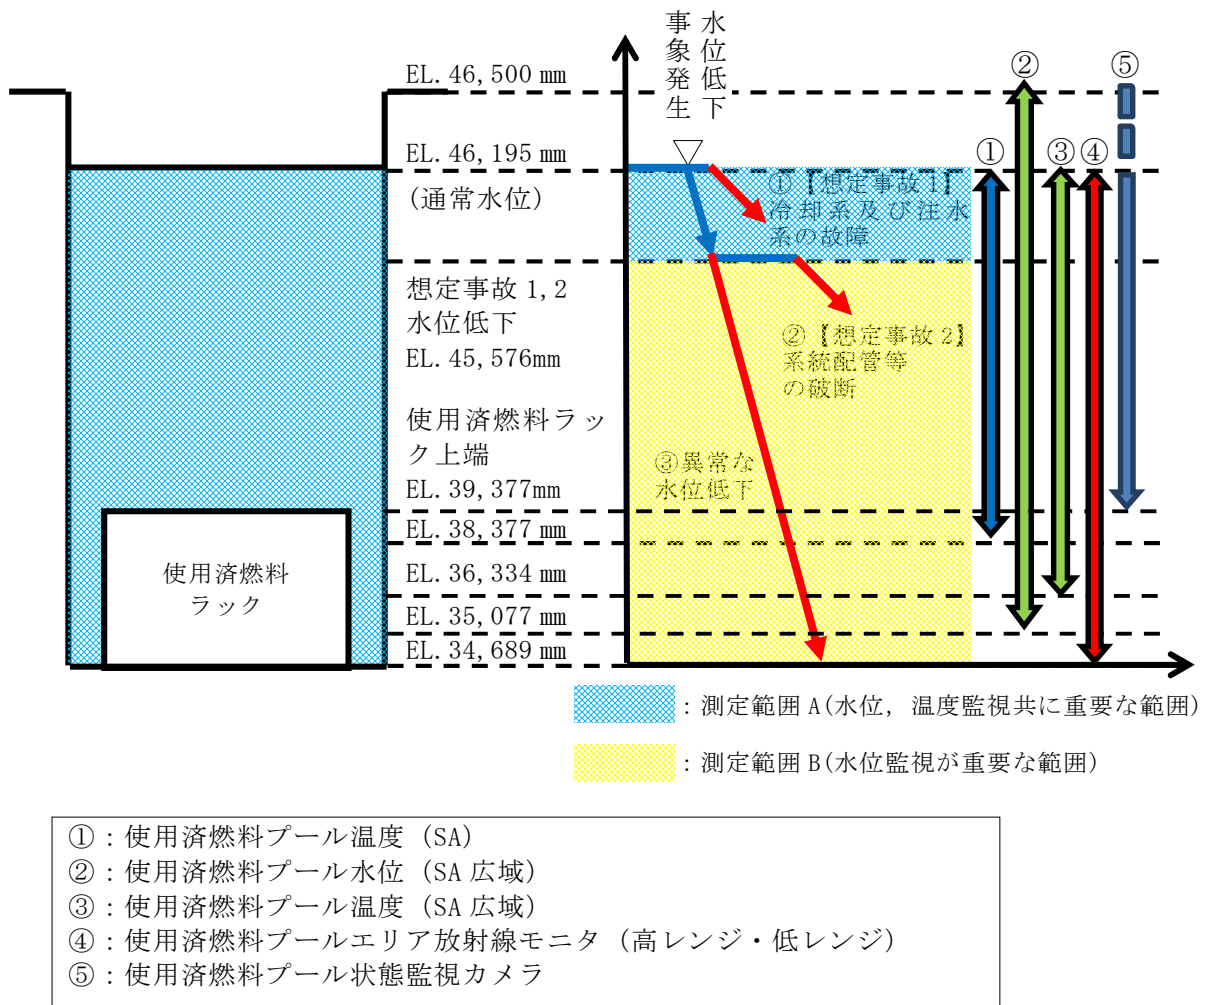 水位低下
事象発生
EL.46,500 mm
EL.46,195 mm
(通常水位)
想定事故 1,2
水位低下
EL.45,576mm
使用済燃料ラッ
ク上端
EL.39,377mm
EL.38,377 mm
EL.36,334 mm
EL.35,077 mm
EL.34,689 mm
使用済燃料
ラック
①【想定事故 1】
冷却系及び注水
系の故障
②【想定事故 2】
系統配管等
の破断
③異常な
水位低下
①
②
③
④
⑤
：測定範囲 A(水位，温度監視共に重要な範囲)
：測定範囲 B(水位監視が重要な範囲)
①：使用済燃料プール温度（SA）
②：使用済燃料プール水位（SA 広域）
③：使用済燃料プール温度（SA 広域）
④：使用済燃料プールエリア放射線モニタ（高レンジ・低レンジ）
⑤：使用済燃料プール状態監視カメラ